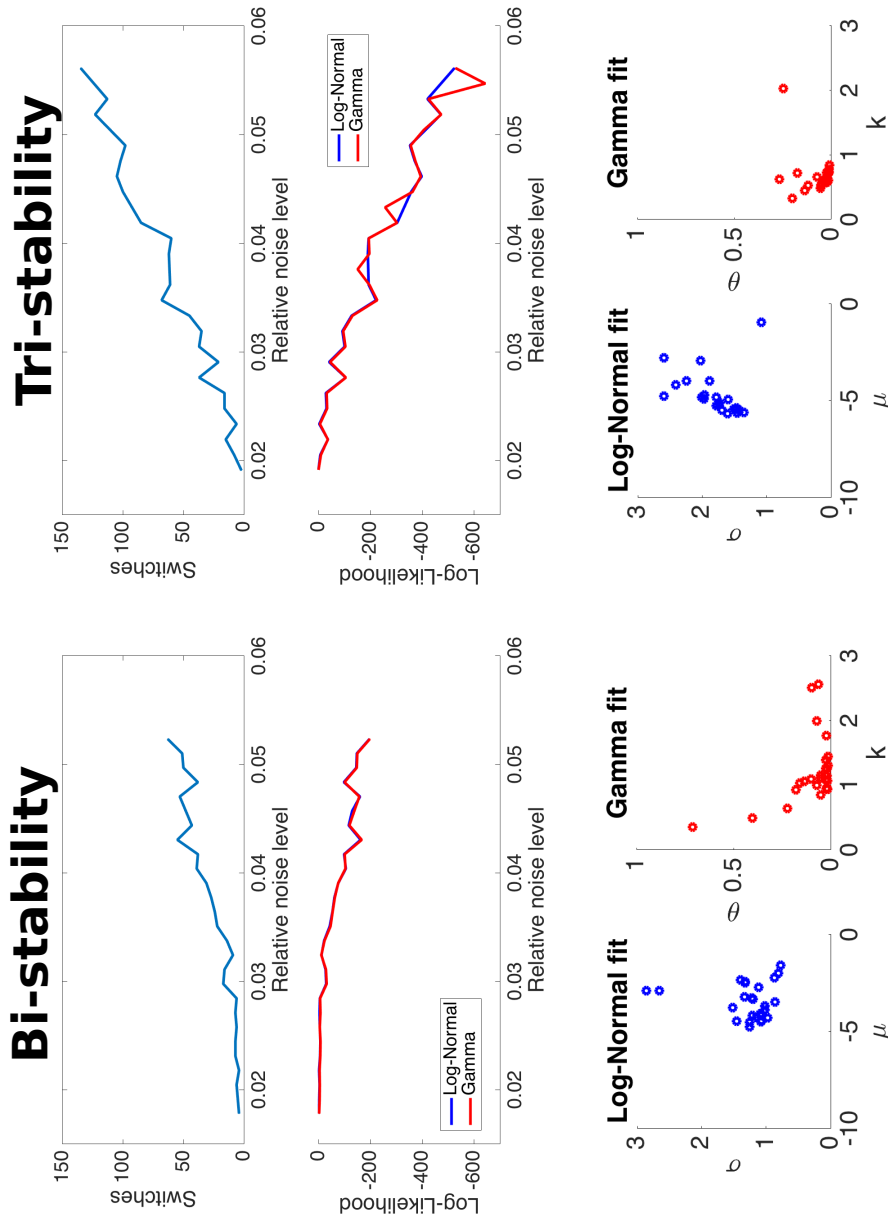 Bi-stability
150
100
50
0
Switches
0.02
0.03
0.04
0.05
0.06
Relative noise level
0
-200
-400
-600
Log-Likelihood
Log-Normal
Gamma
0.02
0.03
0.04
0.05
0.06
Relative noise level
Log-Normal fit
3
2
1
0
σ
-10
-5
0
μ
Gamma fit
1
0.5
0
θ
0
1
2
3
k
Tri-stability
150
100
50
0
Switches
0.02
0.03
0.04
0.05
0.06
Relative noise level
0
-200
-400
-600
Log-Likelihood
Log-Normal
Gamma
0.02
0.03
0.04
0.05
0.06
Relative noise level
Log-Normal fit
3
2
1
0
σ
-10
-5
0
μ
Gamma fit
1
0.5
0
θ
0
1
2
3
k